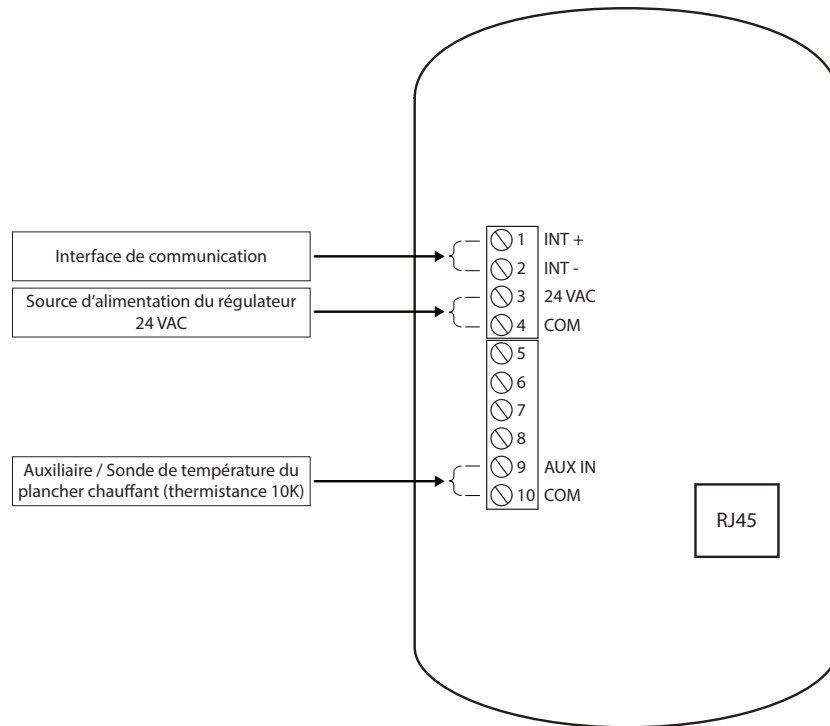 Interface de communication
Source d'alimentation du régulateur
24 VAC
Auxiliaire / Sonde de température du
plancher chauffant (thermistance 10K)
1 INT +
2 INT -
3 24 VAC
4 COM
5
6
7
8
9 AUX IN
10 COM
RJ45